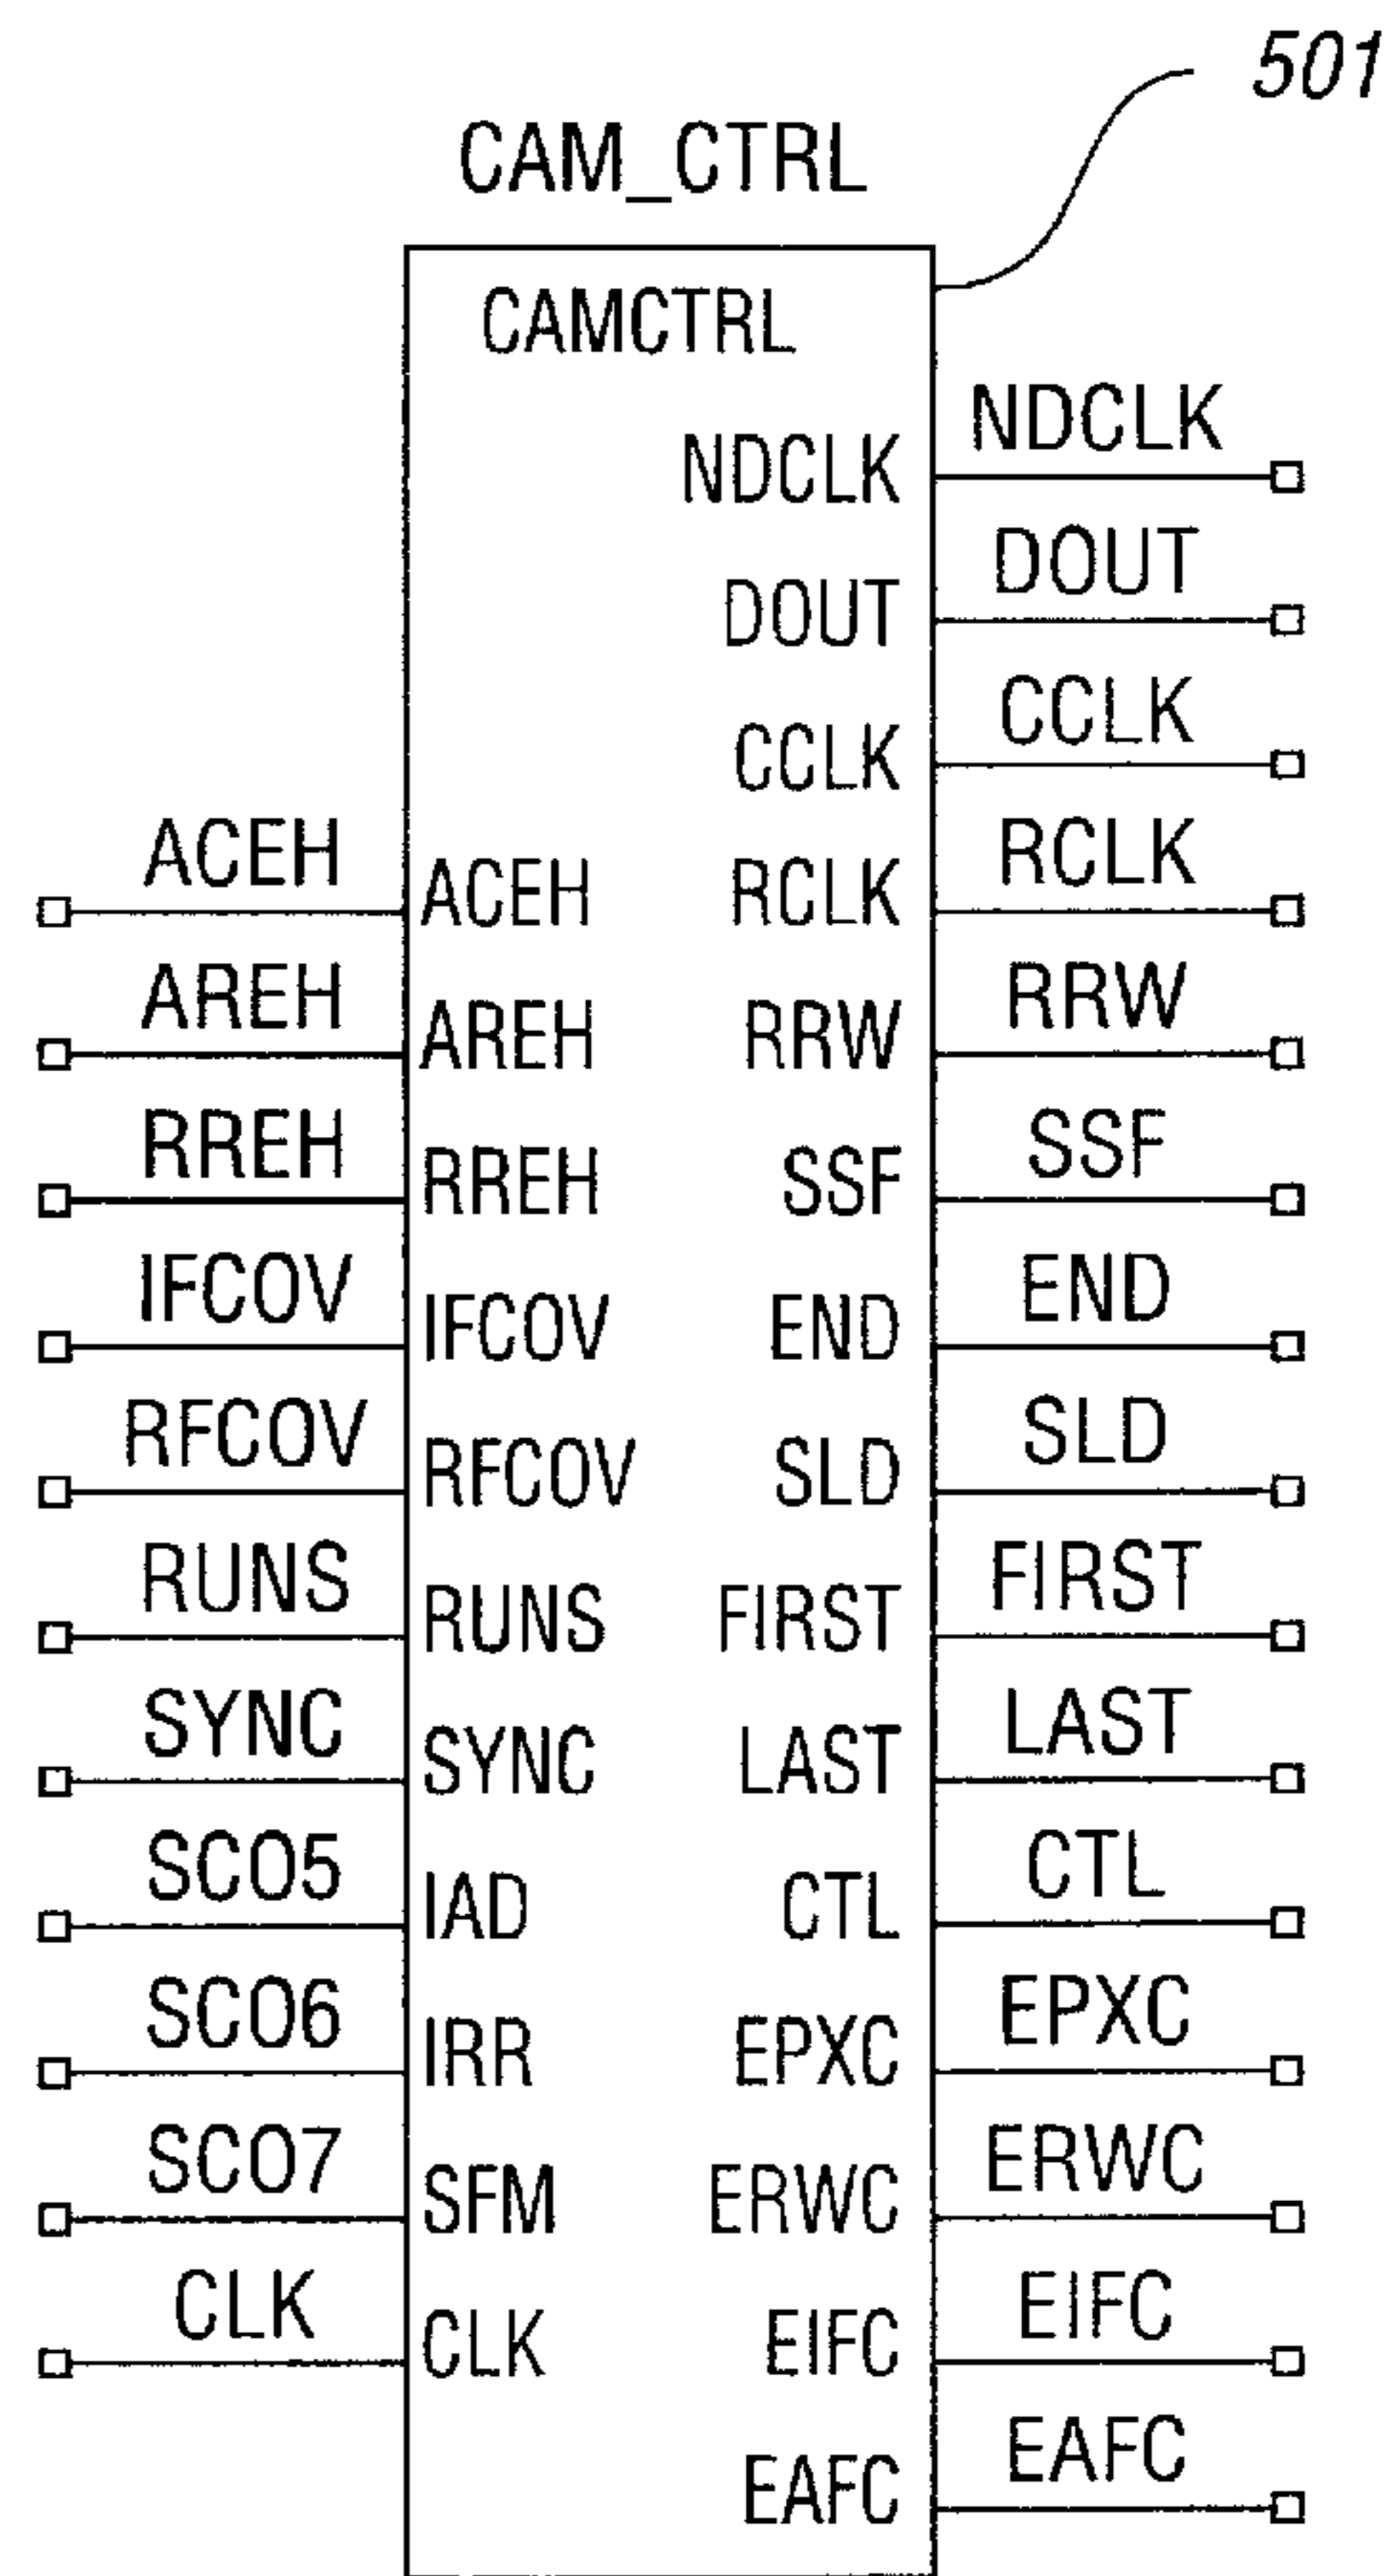 501
CAM_CTRL
CAMCTRL
NDCLK NDCLK
DOUT DOUT
CCLK CCLK
ACEH ACEH RCLK RCLK
AREH AREH RRW RRW
RREH RREH SSF SSF
IFCOV IFCOV END END
RFCOV RFCOV SLD SLD
RUNS RUNS FIRST FIRST
SYNC SYNC LAST LAST
SCO5 IAD CTL CTL
SCO6 IRR EPXC EPXC
SCO7 SFM ERWC ERWC
CLK CLK EIFC EIFC
EAFC EAFC